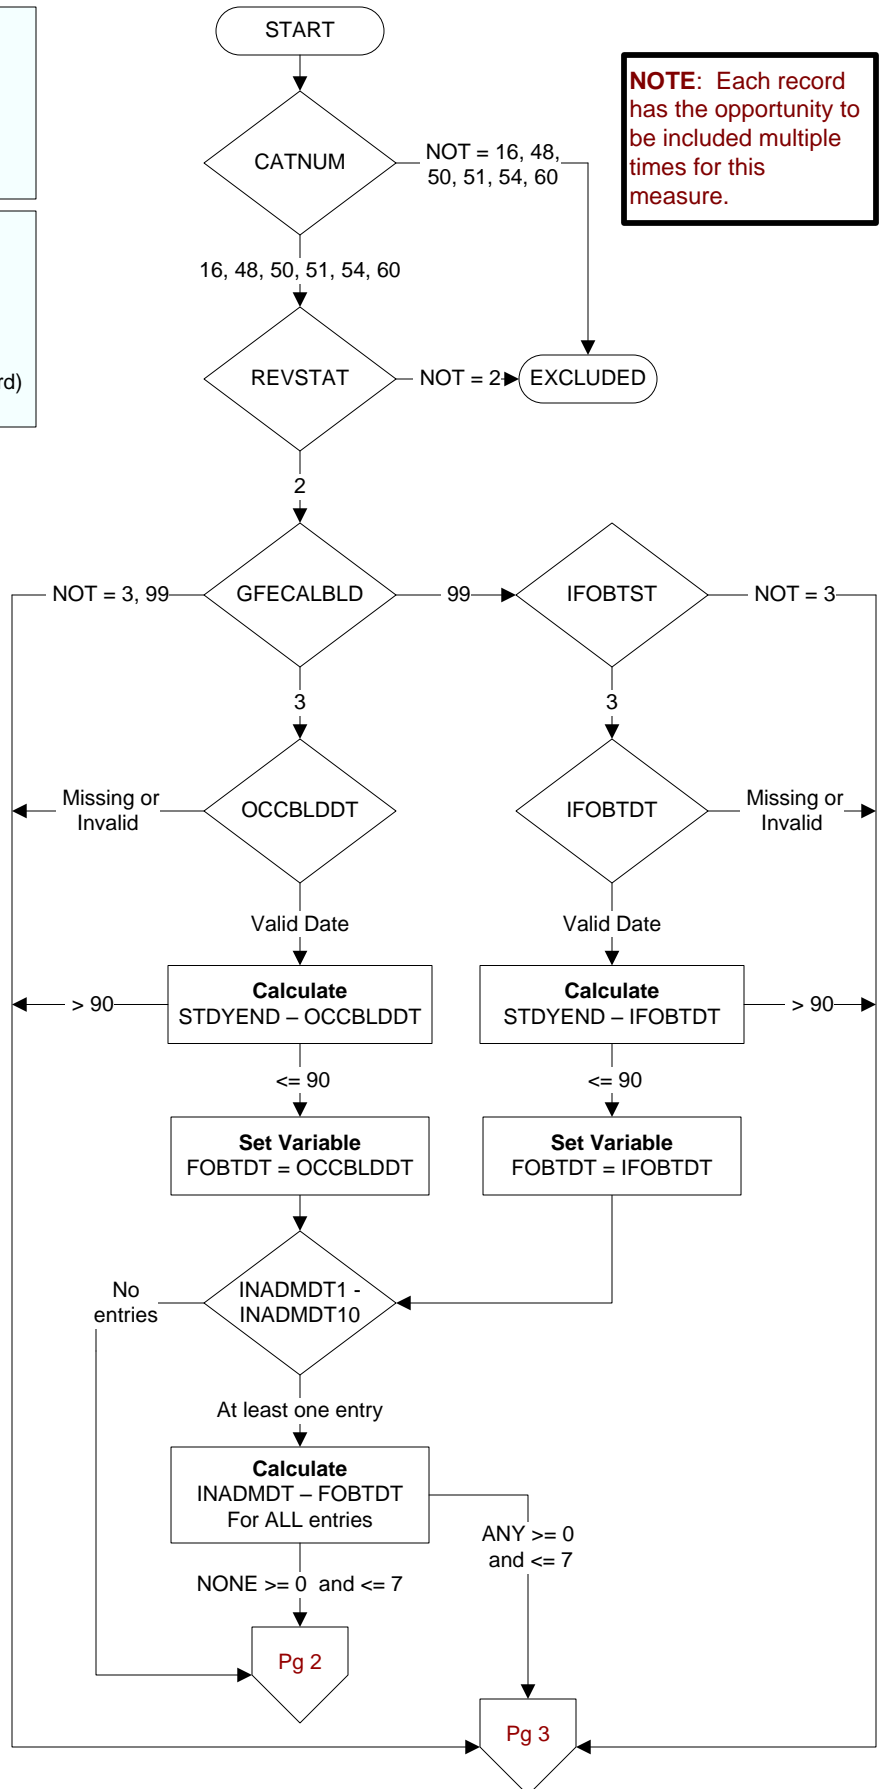 START
NOTE: Each record
has the opportunity to
be included multiple
times for this
measure.
CATNUM
NOT = 16, 48,
50, 51, 54, 60
16, 48, 50, 51, 54, 60
rd)
REVSTAT
NOT = 2
EXCLUDED
2
NOT = 3, 99
GFECALBLD
99
IFOBTST
NOT = 3
3
3
Missing or
Invalid
OCCBLDDT
IFOBTDT
Missing or
Invalid
Valid Date
Valid Date
> 90
Calculate
STDYEND – OCCBLDDT
Calculate
STDYEND – IFOBTDT
> 90
<= 90
<= 90
Set Variable
FOBTDT = OCCBLDDT
Set Variable
FOBTDT = IFOBTDT
No
entries
INADMDT1 -
INADMDT10
At least one entry
Calculate
INADMDT – FOBTDT
For ALL entries
ANY >= 0
and <= 7
NONE >= 0 and <= 7
Pg 2
Pg 3